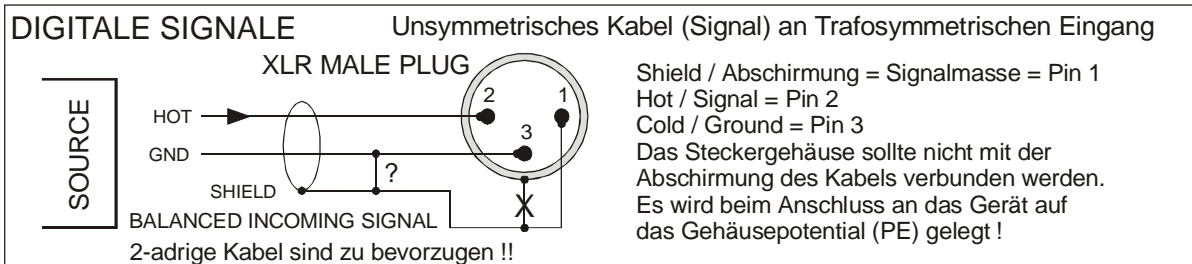 DIGITALE SIGNALE
Unsymmetrisches Kabel (Signal) an Trafosymmetrischen Eingang
XLR MALE PLUG
SOURCE
HOT
GND
SHIELD
?
2
1
3
X
BALANCED INCOMING SIGNAL
2-adrige Kabel sind zu bevorzugen !!
Shield / Abschirmung = Signalmasse = Pin 1
Hot / Signal = Pin 2
Cold / Ground = Pin 3
Das Steckergehäuse sollte nicht mit der
Abschirmung des Kabels verbunden werden.
Es wird beim Anschluss an das Gerät auf
das Gehäusepotential (PE) gelegt !